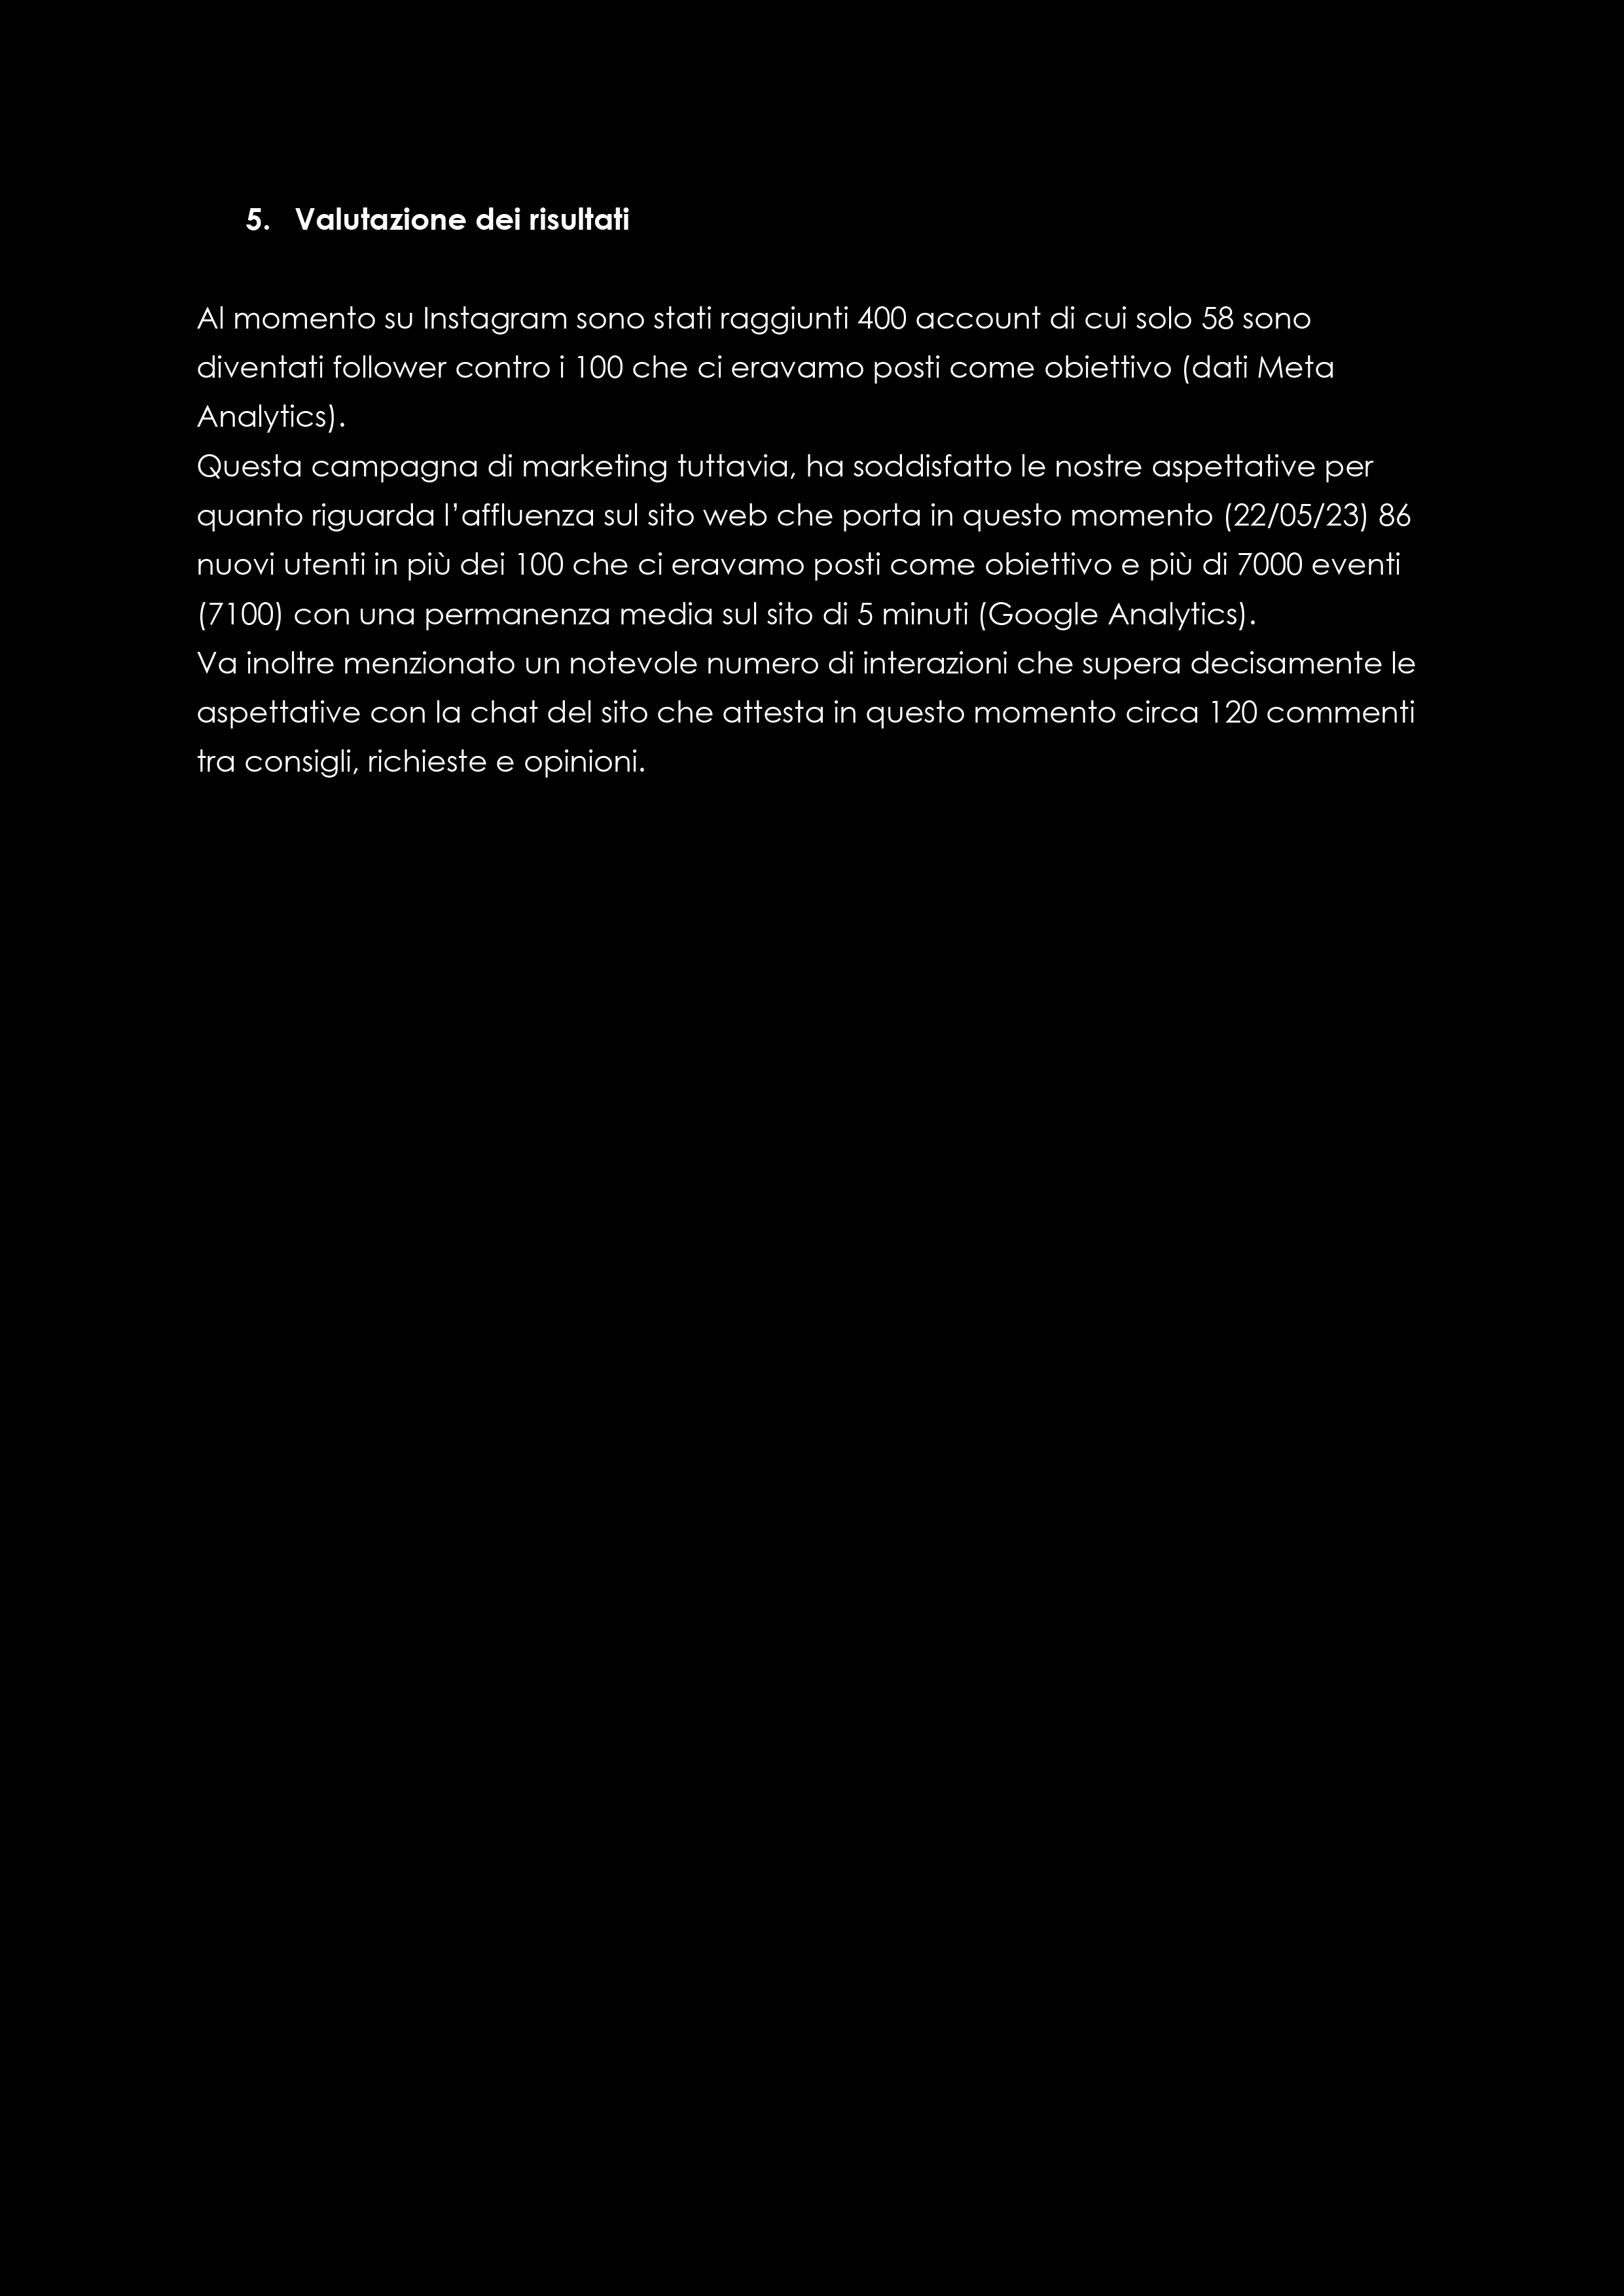 5. Valutazione dei risultati
Al momento su Instagram sono stati raggiunti 400 account di cui solo 58 sono
diventati follower contro i 100 che ci eravamo posti come obiettivo (dati Meta
Analytics).
Questa campagna di marketing tuttavia, ha soddisfatto le nostre aspettative per
quanto riguarda l’affluenza sul sito web che porta in questo momento (22/05/23) 86
nuovi utenti in più dei 100 che ci eravamo posti come obiettivo e più di 7000 eventi
(7100) con una permanenza media sul sito di 5 minuti (Google Analytics).
Va inoltre menzionato un notevole numero di interazioni che supera decisamente le
aspettative con la chat del sito che attesta in questo momento circa 120 commenti
tra consigli, richieste e opinioni.